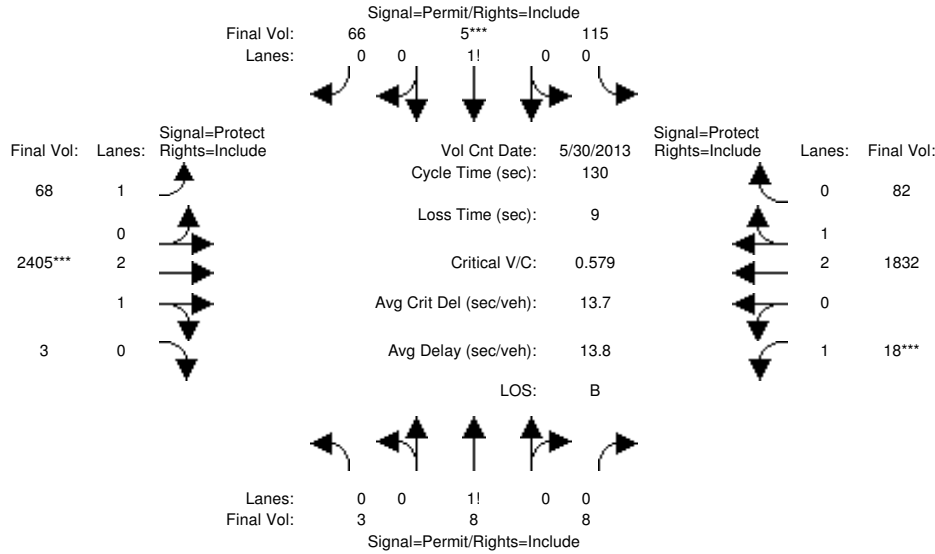 Signal=Permit/Rights=Include
Final Vol: 66 5*** 115
Lanes: 0 0 1! 0 0
Signal=Protect Signal=Protect
Final Vol: Lanes: Rights=Include Vol Cnt Date: 5/30/2013 Rights=Include Lanes: Final Vol:
Cycle Time (sec): 130
68 1 0 82
Loss Time (sec): 9
0 1
2405*** 2 Critical V/C: 0.579 2 1832
1 Avg Crit Del (sec/veh): 13.7 0
3 0 Avg Delay (sec/veh): 13.8 1 18***
LOS: B
Lanes: 0 0 1! 0 0
Final Vol: 3 8 8
Signal=Permit/Rights=Include